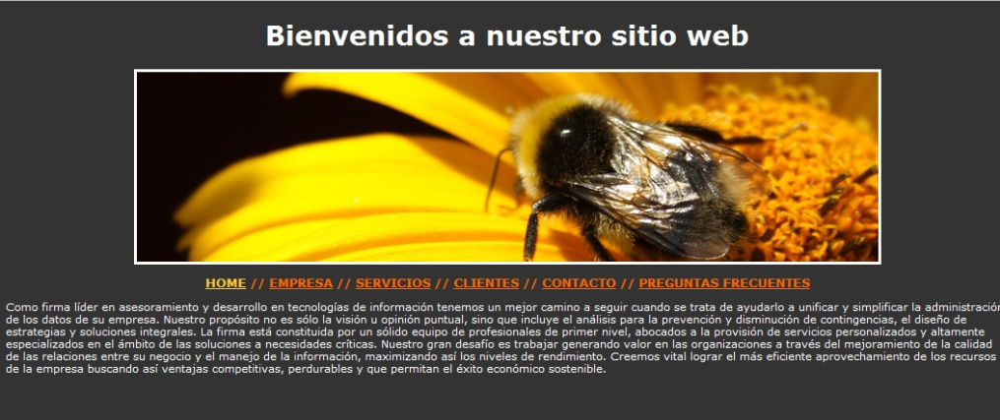 Bienvenidos a nuestro sitio web
HOME // EMPRESA // SERVICIOS // CLIENTES // CONTACTO // PREGUNTAS FRECUENTES
Como firma líder en asesoramiento y desarrollo en tecnologías de información tenemos un mejor camino a seguir cuando se trata de ayudarlo a unificar y simplificar la administración
de los datos de su empresa. Nuestro propósito no es sólo la visión u opinión puntual, sino que incluye el análisis para la prevención y disminución de contingencias, el diseño de
estrategias y soluciones integrales. La firma está constituida por un sólido equipo de profesionales de primer nivel, abocados a la provisión de servicios personalizados y altamente
especializados en el ámbito de las soluciones a necesidades críticas. Nuestro gran desafío es trabajar generando valor en las organizaciones a través del mejoramiento de la calidad
de las relaciones entre su negocio y el manejo de la información, maximizando así los niveles de rendimiento. Creemos vital lograr el más eficiente aprovechamiento de los recursos
de la empresa buscando así ventajas competitivas, perdurables y que permitan el éxito económico sostenible.